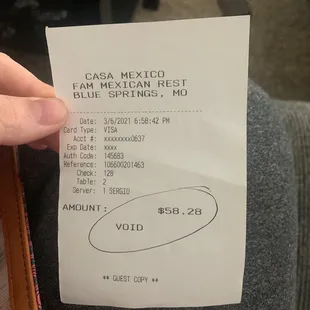 CASA MEXICO
FAM MEXICAN REST
BLUE SPRINGS, MO
Date: 3/6/2021 6:58:42 PM
Card Type: VISA
Acct #: xxxxxxxx0637
Exp Date: xxxx
Auth Code: 145683
Reference: 106600201463
Check: 128
Table: 2
Server: 1 SERGIO
AMOUNT: $58.28
VOID
** GUEST COPY **